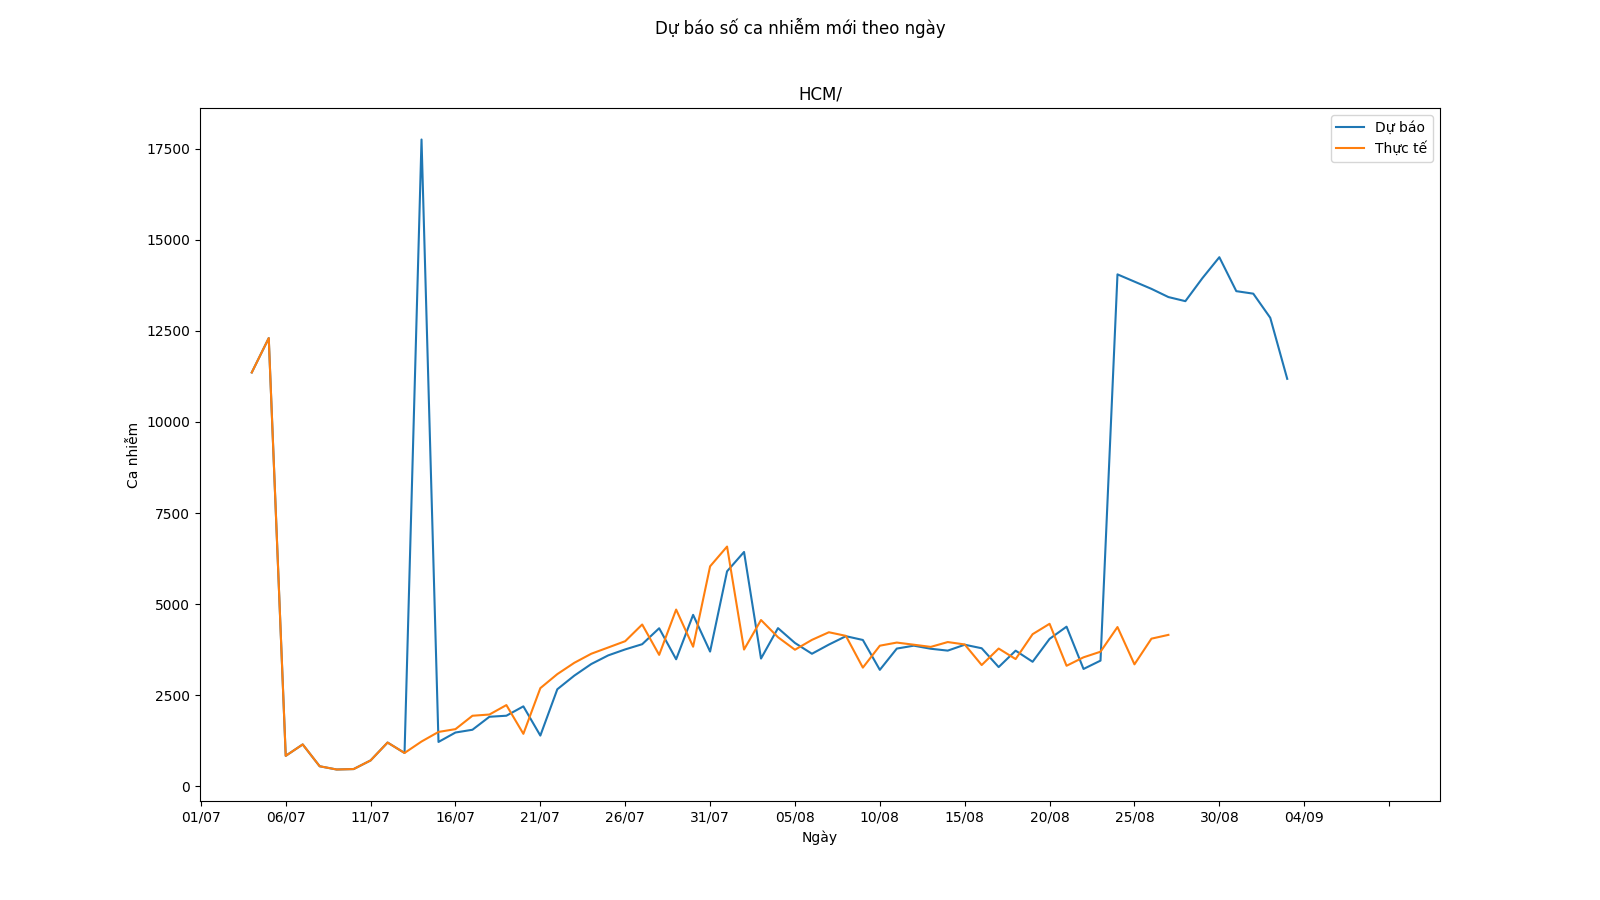 Dự báo số ca nhiễm mới theo ngày
HCM/
Dự báo
Thực tế
17500
15000
12500
10000
7500
5000
2500
0
Ca nhiễm
01/07 06/07 11/07 16/07 21/07 26/07 31/07 05/08 10/08 15/08 20/08 25/08 30/08 04/09
Ngày